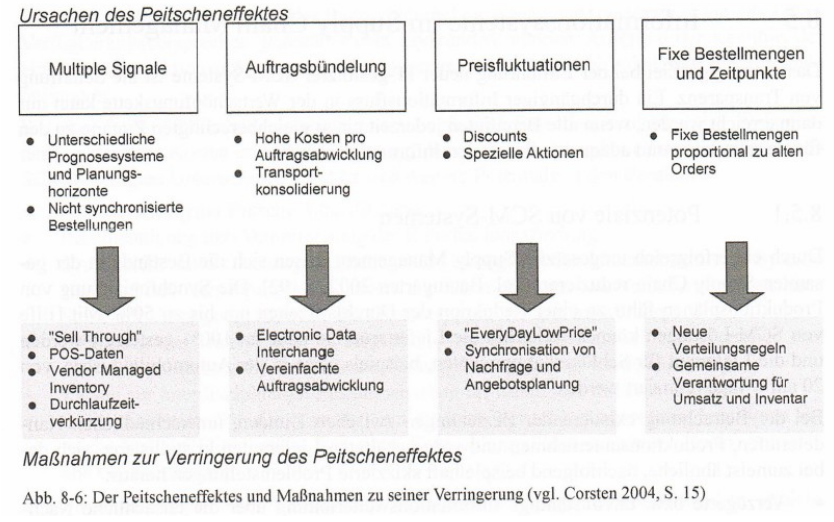 Ursachen des Peitscheneffektes
Multiple Signale
Auftragsbündelung
Preisfluktuationen
Fixe Bestellmengen
und Zeitpunkte
● Unterschiedliche
Prognosesysteme
und Planungs-
horizonte
● Nicht synchronisierte
Bestellungen
● Hohe Kosten pro
Auftragsabwicklung
● Transport-
konsolidierung
● Discounts
● Spezielle Aktionen
● Fixe Bestellmengen
proportional zu alten
Orders
● "Sell Through"
● POS-Daten
● Vendor Managed
Inventory
● Durchlaufzeit-
verkürzung
● Electronic Data
Interchange
● Vereinfachte
Auftragsabwicklung
● "EveryDayLowPrice"
● Synchronisation von
Nachfrage und
Angebotsplanung
● Neue
Verteilungsregeln
● Gemeinsame
Verantwortung für
Umsatz und Inventar
Maßnahmen zur Verringerung des Peitscheneffektes
Abb. 8-6: Der Peitscheneffektes und Maßnahmen zu seiner Verringerung (vgl. Corsten 2004, S. 15)